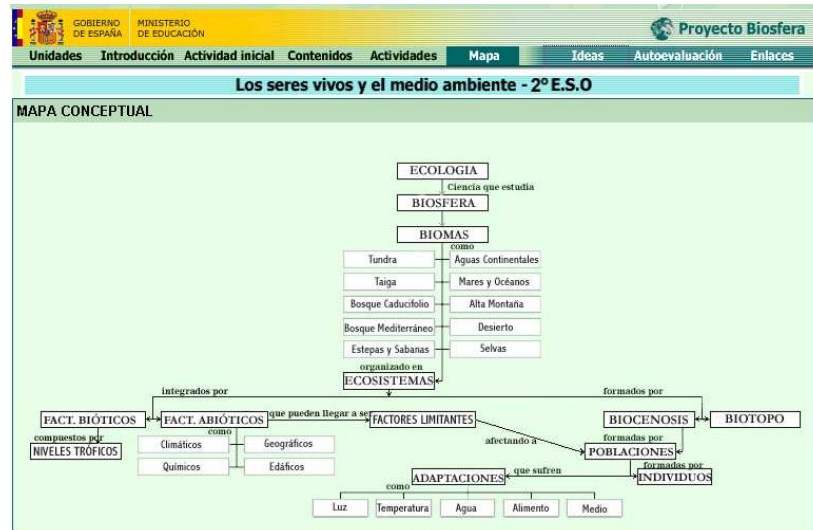 GOBIERNO MINISTERIO
DE ESPAÑA DE EDUCACIÓN
Proyecto Biosfera
Unidades Introducción Actividad inicial Contenidos Actividades Mapa Ideas Autoevaluación Enlaces
Los seres vivos y el medio ambiente - 2º E.S.O
MAPA CONCEPTUAL
ECOLOGIA
Ciencia que estudia
BIOSFERA
BIOMAS
como
Tundra Aguas Continentales
Taiga Mares y Océanos
Bosque Caducifolio Alta Montaña
Bosque Mediterráneo Desierto
Estepas y Sabanas Selvas
organizado en
ECOSISTEMAS
integrados por formados por
FACT. BIÓTICOS FACT. ABIÓTICOS que pueden llegar a se FACTORES LIMITANTES BIOCENOSIS BIOTOPO
compuestos por como afectando a formadas por
NIVELES TRÓFICOS Climáticos Geográficos POBLACIONES
Químicos Edáficos que sufren formadas por
ADAPTACIONES INDIVIDUOS
como
Luz Temperatura Agua Alimento Medio